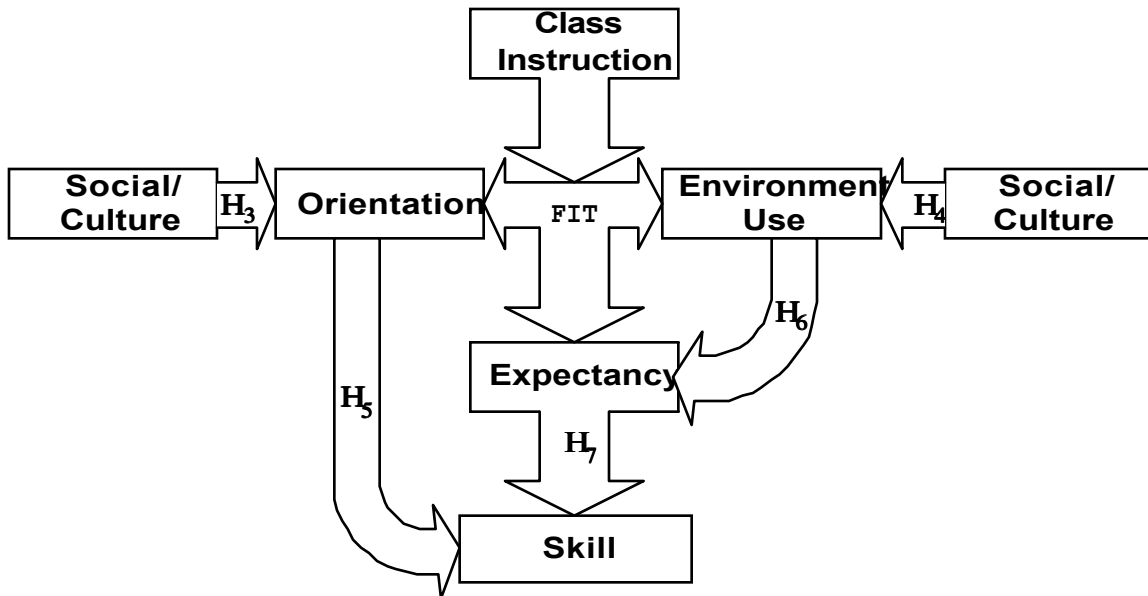 Class
Instruction
Social/
Culture
H3
Orientation
FIT
Environment
Use
H4
Social/
Culture
H6
Expectancy
H5
H7
Skill